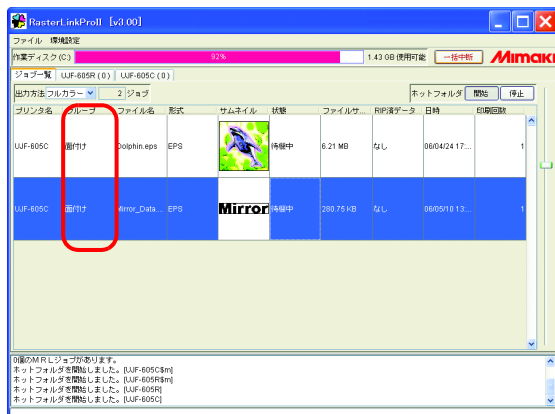 RasterLinkProII [v3.00]
ファイル 環境設定
作業ディスク(C:) 92% 1.43 GB 使用可能 一括中断 Mimaki
ジョブ一覧 UJF-605R ( 0 ) UJF-605C ( 0 )
出力方法 フルカラー 2 ジョブ ホットフォルダ 開始 停止
プリンタ名 グループ ファイル名 形式 サムネイル 状態 ファイルサ... RIP済データ 日時 印刷回数
UJF-605C 面付け Dolphin.eps EPS 待機中 6.21 MB なし 06/04/24 17:... 1
UJF-605C 面付け Mirror_Data... EPS Mirror 待機中 280.75 KB なし 06/05/10 13:... 1
0個のMRLジョブがあります。
ホットフォルダを開始しました。[UJF-605C$m]
ホットフォルダを開始しました。[UJF-605R$m]
ホットフォルダを開始しました。[UJF-605R]
ホットフォルダを開始しました。[UJF-605C]